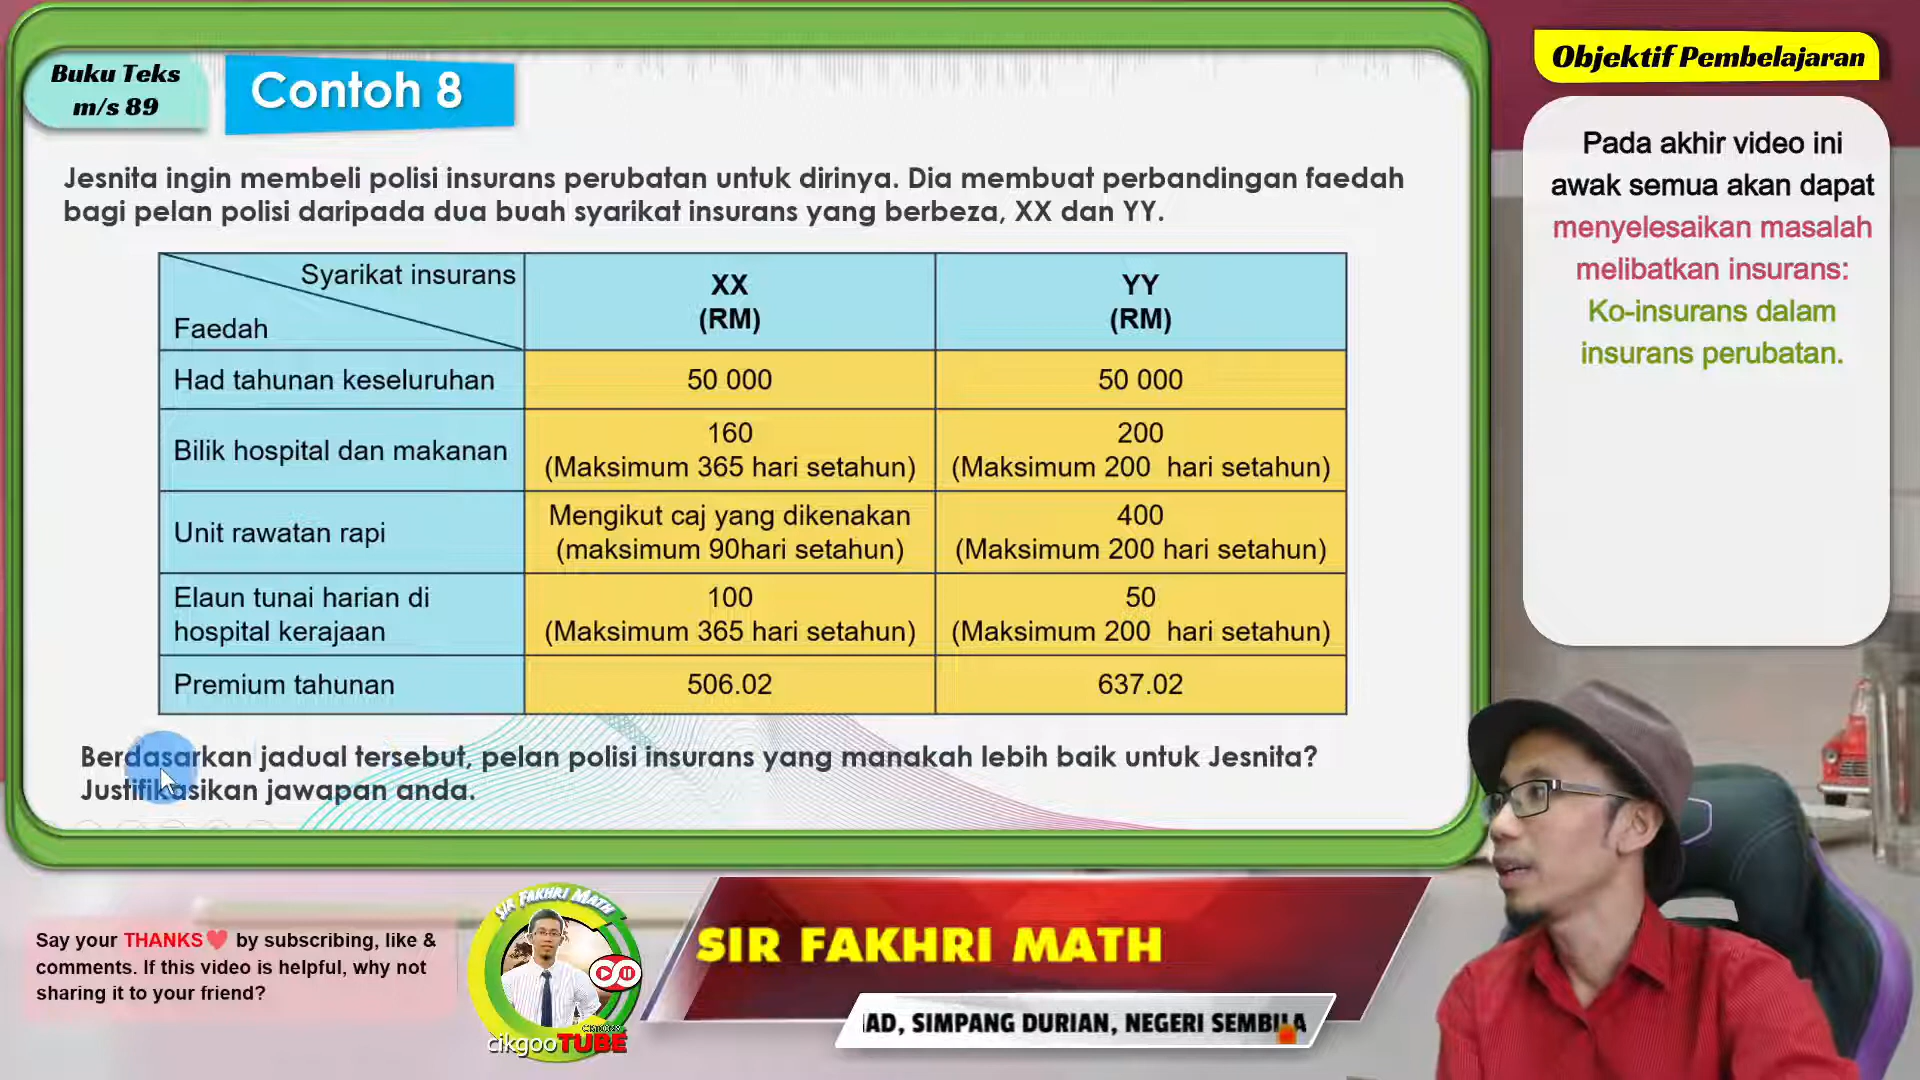 Buku Teks
m/s 89
Contoh 8
Jesnita ingin membeli polisi insurans perubatan untuk dirinya. Dia membuat perbandingan faedah
bagi pelan polisi daripada dua buah syarikat insurans yang berbeza, XX dan YY.
Syarikat insurans
Faedah
XX
(RM)
YY
(RM)
Had tahunan keseluruhan
50 000
50 000
Bilik hospital dan makanan
160
(Maksimum 365 hari setahun)
200
(Maksimum 200 hari setahun)
Unit rawatan rapi
Mengikut caj yang dikenakan
(maksimum 90hari setahun)
400
(Maksimum 200 hari setahun)
Elaun tunai harian di
hospital kerajaan
100
(Maksimum 365 hari setahun)
50
(Maksimum 200 hari setahun)
Premium tahunan
506.02
637.02
Berdasarkan jadual tersebut, pelan polisi insurans yang manakah lebih baik untuk Jesnita?
Justifikasikan jawapan anda.
Objektif Pembelajaran
Pada akhir video ini
awak semua akan dapat
menyelesaikan masalah
melibatkan insurans:
Ko-insurans dalam
insurans perubatan.
Say your THANKS❤ by subscribing, like &
comments. If this video is helpful, why not
sharing it to your friend?
SIR FAKHRI MATH
cikgooTUBE
SIR FAKHRI MATH
AD, SIMPANG DURIAN, NEGERI SEMBILA